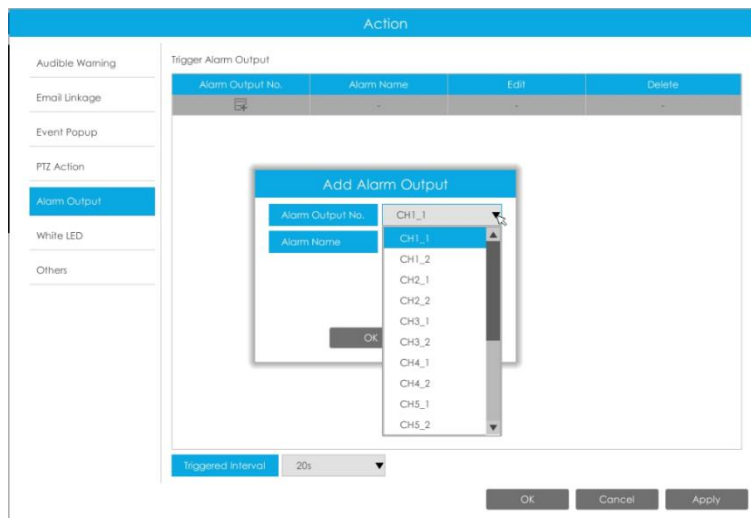 Action
Audible Warning
Email Linkage
Event Popup
PTZ Action
Alarm Output
White LED
Others
Trigger Alarm Output
Alarm Output No. Alarm Name Edit Delete
- - -
Add Alarm Output
Alarm Output No. CH1_1
Alarm Name
CH1_1
CH1_2
CH2_1
CH2_2
CH3_1
CH3_2
CH4_1
CH4_2
CH5_1
CH5_2
OK
Triggered Interval 20s
OK Cancel Apply